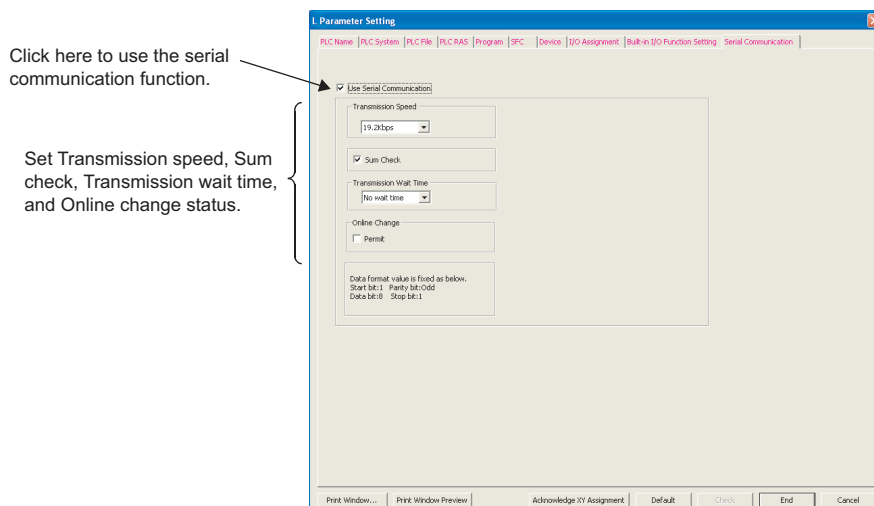 L Parameter Setting
PLC Name PLC System PLC File PLC RAS Program SFC Device I/O Assignment Built-in I/O Function Setting Serial Communication
Click here to use the serial
communication function.
Use Serial Communication
Transmission Speed
19.2Kbps
Sum Check
Transmission Wait Time
No wait time
Online Change
Permit
Set Transmission speed, Sum
check, Transmission wait time,
and Online change status.
Data format value is fixed as below.
Start bit:1 Parity bit:Odd
Data bit:8 Stop bit:1
Print Window... Print Window Preview Acknowledge XY Assignment Default Check End Cancel